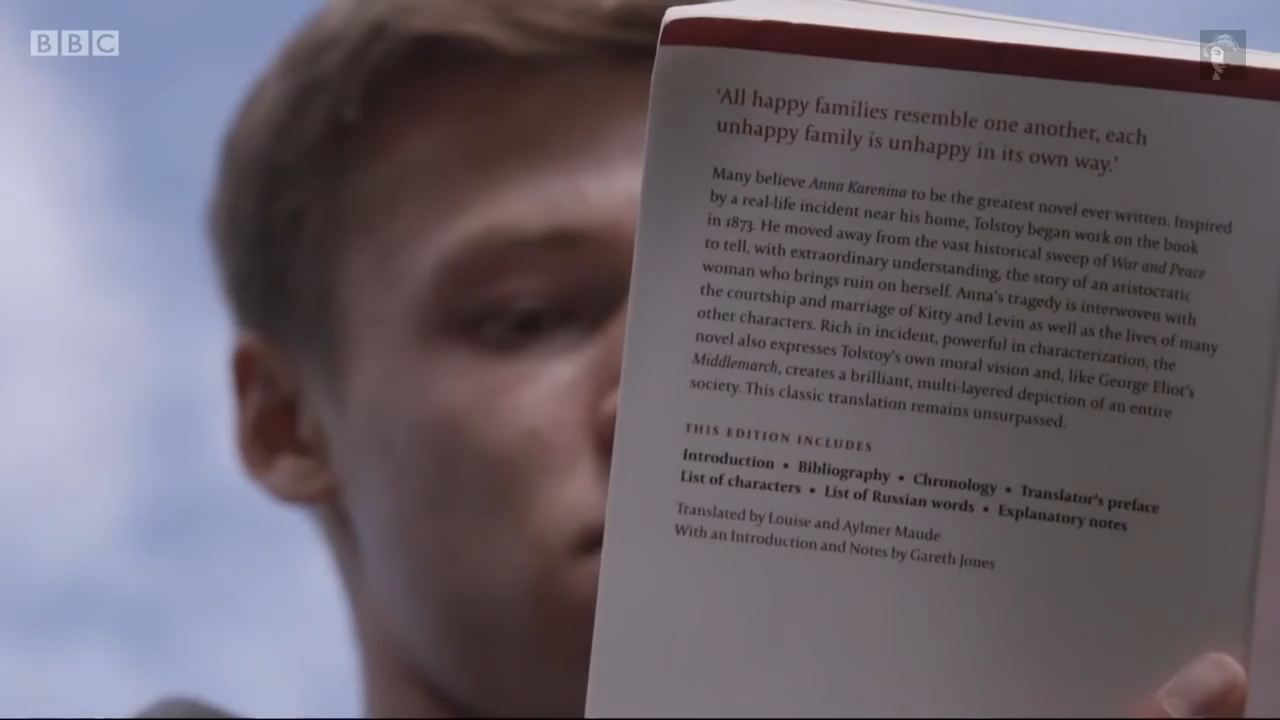 BBC
'All happy families resemble one another, each
unhappy family is unhappy in its own way.'
Many believe Anna Karenina to be the greatest novel ever written. Inspired
by a real-life incident near his home, Tolstoy began work on the book
in 1873. He moved away from the vast historical sweep of War and Peace
to tell, with extraordinary understanding, the story of an aristocratic
woman who brings ruin on herself. Anna's tragedy is interwoven with
the courtship and marriage of Kitty and Levin as well as the lives of many
other characters. Rich in incident, powerful in characterization, the
novel also expresses Tolstoy's own moral vision and, like George Eliot's
Middlemarch, creates a brilliant, multi-layered depiction of an entire
society. This classic translation remains unsurpassed.
THIS EDITION INCLUDES
Introduction • Bibliography • Chronology • Translator's preface
List of characters • List of Russian words • Explanatory notes
Translated by Louise and Aylmer Maude
With an Introduction and Notes by Gareth Jones